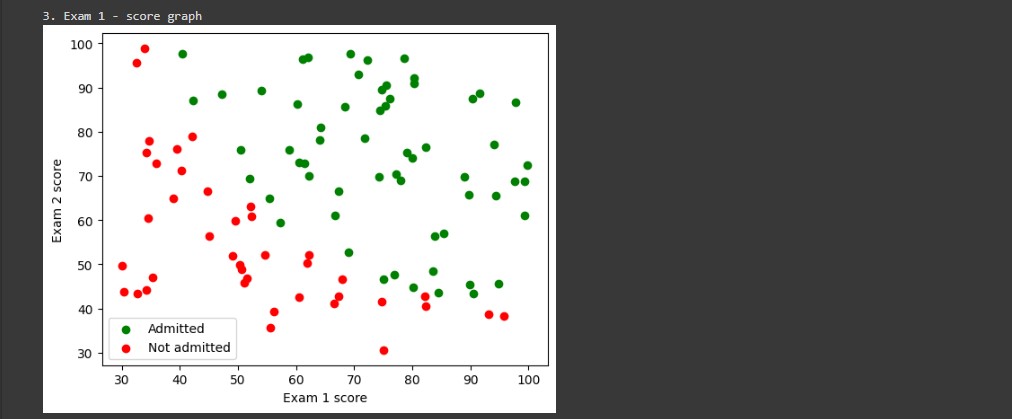 3. Exam 1 - score graph
100
90
80
70
60
50
40
30
Exam 2 score
Admitted
Not admitted
30 40 50 60 70 80 90 100
Exam 1 score